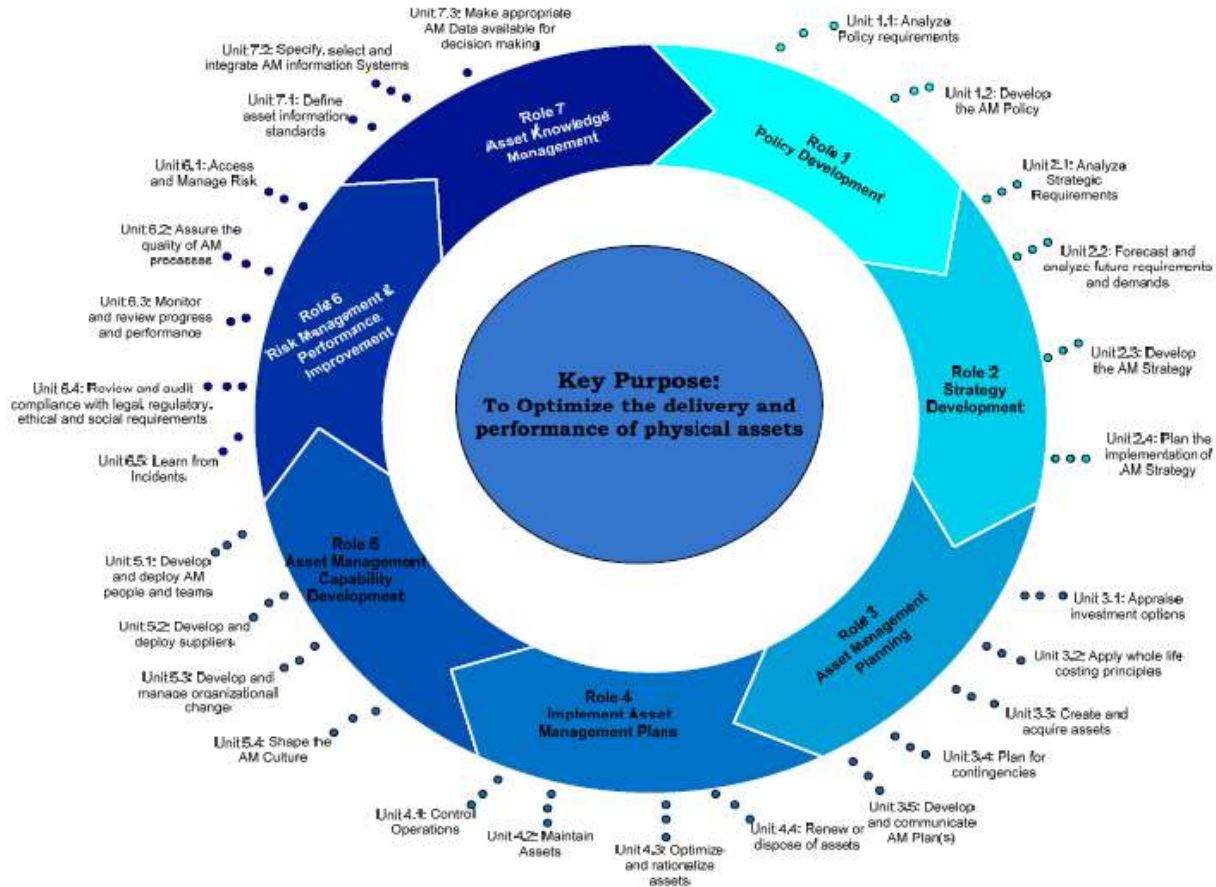 Unit 7.3: Make appropriate
AM Data available for
decision making
Unit 7.2: Specify, select and
integrate AM information Systems
Unit 7.1: Define
asset information
standards
Unit 6.1: Access
and Manage Risk
Unit 6.2: Assure the
quality of AM
processes
Unit 6.3: Monitor
and review progress
and performance
Unit 6.4: Review and audit
compliance with legal, regulatory,
ethical and social requirements
Unit 6.5: Learn from
Incidents
Unit 5.1: Develop
and deploy AM
people and teams
Unit 5.2: Develop and
deploy suppliers
Unit 5.3: Develop and
manage organizational
change
Unit 5.4: Shape the
AM Culture
Unit 4.1: Control
Operations
Unit 4.2: Maintain
Assets
Unit 4.3: Optimize
and rationalize
assets
Unit 4.4: Renew or
dispose of assets
Unit 3.5: Develop
and communicate
AM Plan(s)
Unit 3.4: Plan for
contingencies
Unit 3.3: Create and
acquire assets
Unit 3.2: Apply whole life
costing principles
Unit 3.1: Appraise
investment options
Unit 2.4: Plan the
implementation of
AM Strategy
Unit 2.3: Develop
the AM Strategy
Unit 2.2: Forecast and
analyze future requirements
and demands
Unit 2.1: Analyze
Strategic
Requirements
Unit 1.2: Develop
the AM Policy
Unit 1.1: Analyze
Policy requirements
Role 7
Asset Knowledge
Management
Role 1
Policy Development
Role 2
Strategy
Development
Role 3
Asset Management
Planning
Role 4
Implement Asset
Management Plans
Role 5
Asset Management
Capability
Development
Role 6
Risk Management &
Performance
Improvement
Key Purpose:
To Optimize the delivery and
performance of physical assets